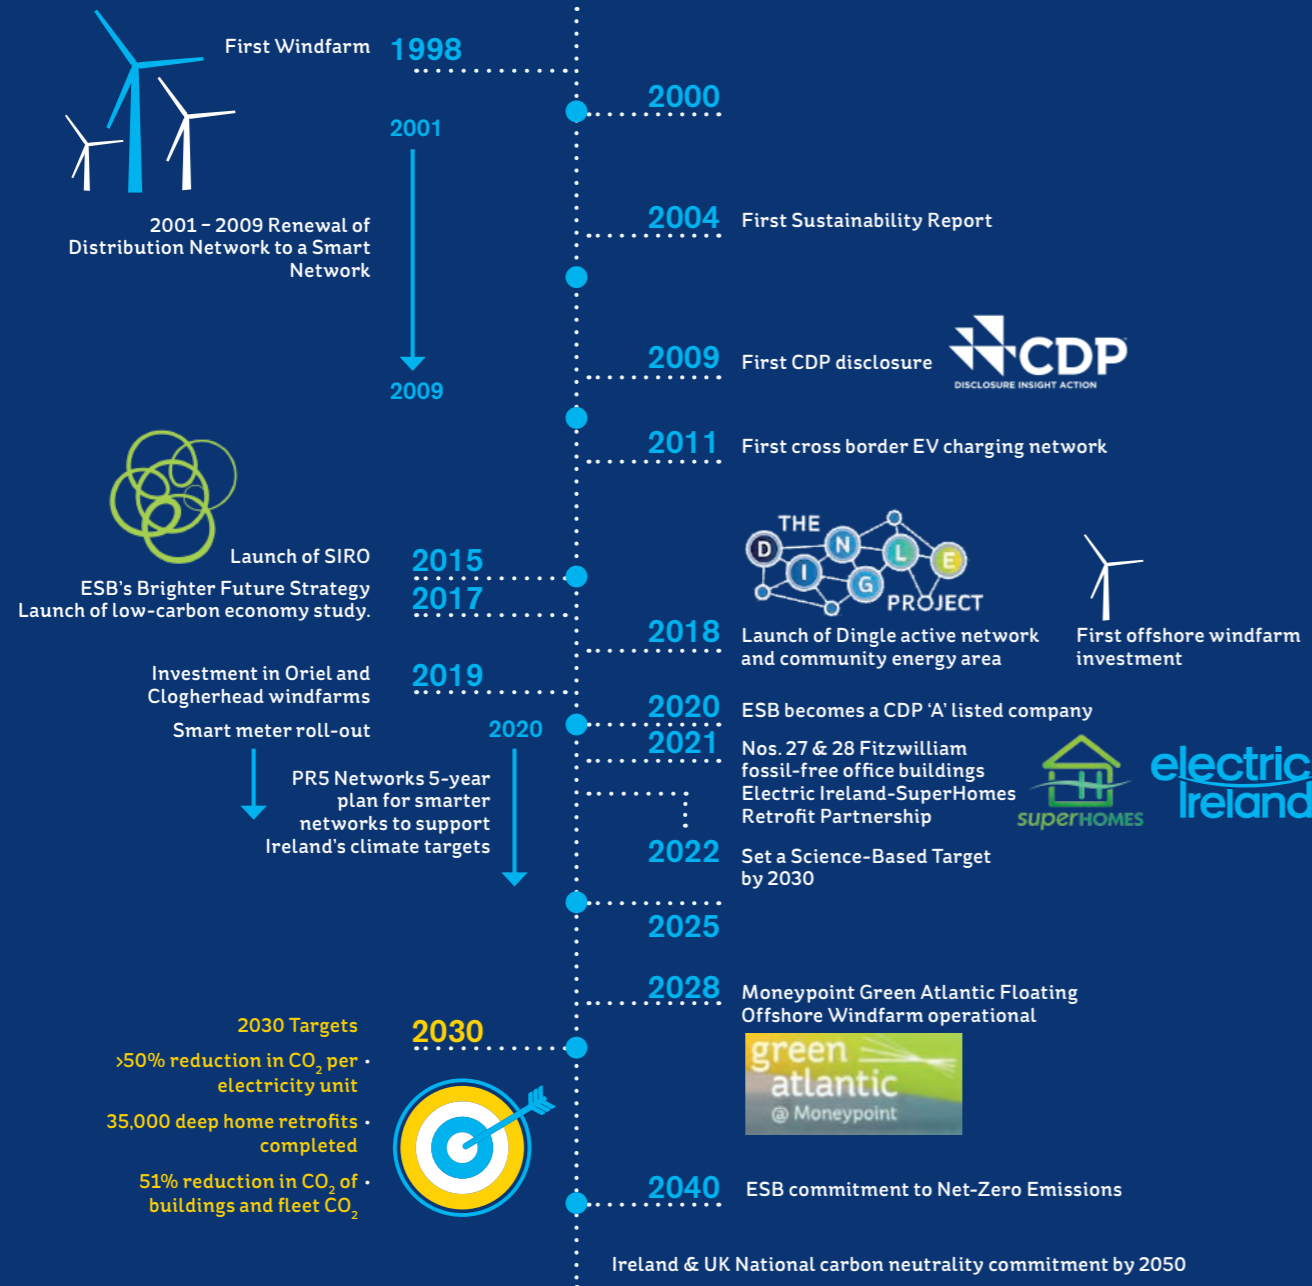 First Windfarm 1998
2000
2001
2001 – 2009 Renewal of
Distribution Network to a Smart
Network
2004 First Sustainability Report
2009 First CDP disclosure
CDP
DISCLOSURE INSIGHT ACTION
2009
2011 First cross border EV charging network
Launch of SIRO 2015
ESB's Brighter Future Strategy
Launch of low-carbon economy study.
2017
THE
DINGLE
PROJECT
2018
Launch of Dingle active network
and community energy area
First offshore windfarm
investment
Investment in Oriel and
Clogherhead windfarms
2019
2020 ESB becomes a CDP ‘A’ listed company
Smart meter roll-out
2020
PR5 Networks 5-year
plan for smarter
networks to support
Ireland's climate targets
2021
Nos. 27 & 28 Fitzwilliam
fossil-free office buildings
Electric Ireland-SuperHomes
Retrofit Partnership
superHOMES
electric
Ireland
2022 Set a Science-Based Target
by 2030
2025
2028 Moneypoint Green Atlantic Floating
Offshore Windfarm operational
green
atlantic
@ Moneypoint
2030 Targets 2030
>50% reduction in CO₂ per •
electricity unit
35,000 deep home retrofits •
completed
51% reduction in CO₂ of •
buildings and fleet CO₂
2040 ESB commitment to Net-Zero Emissions
Ireland & UK National carbon neutrality commitment by 2050